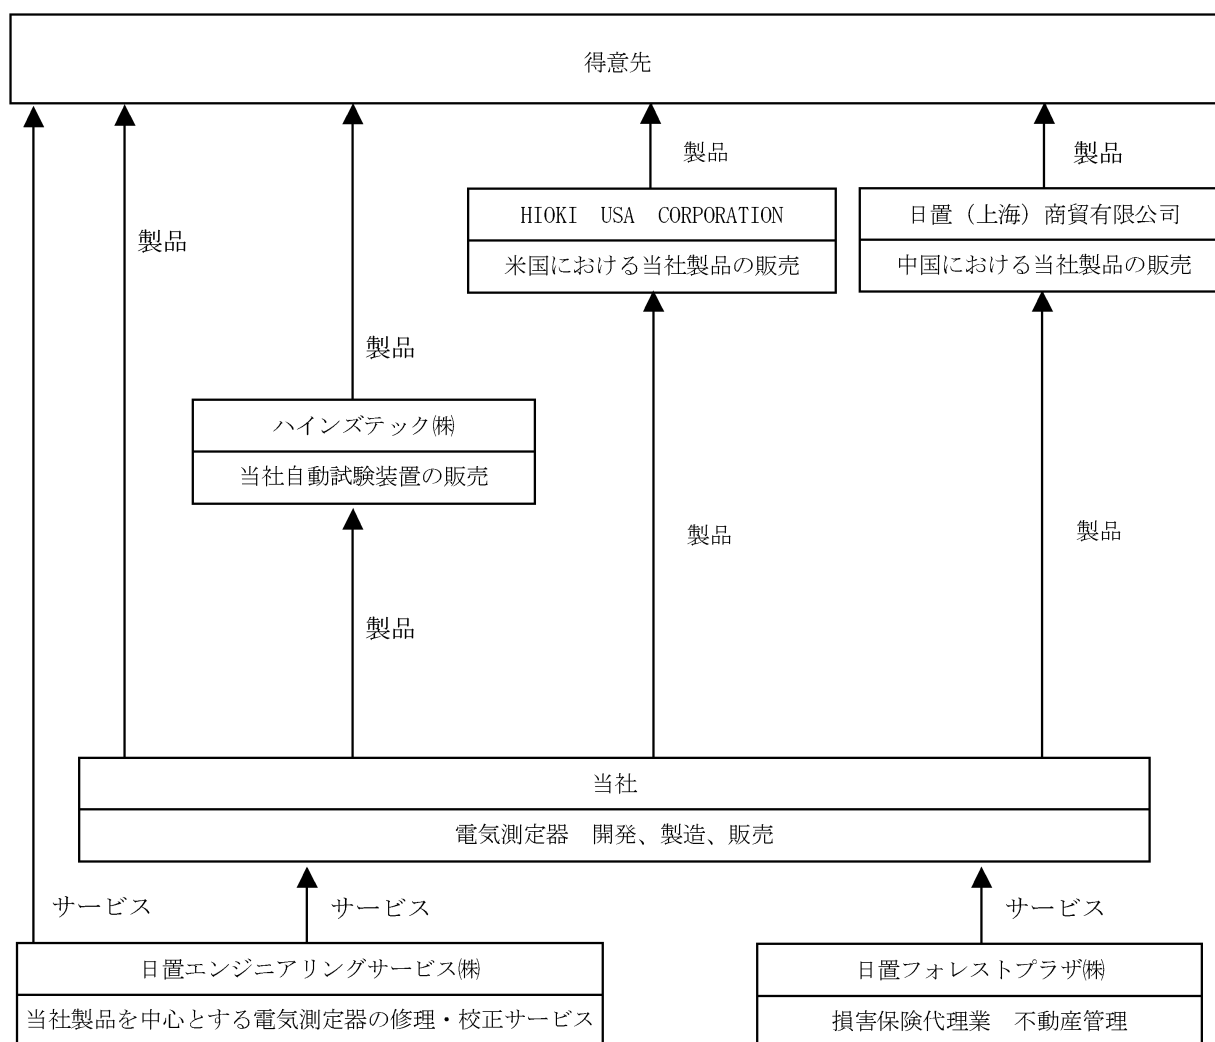 得意先
製品
製品
HIOKI　USA　CORPORATION
日置（上海）商貿有限公司
製品
米国における当社製品の販売
中国における当社製品の販売
製品
ハインズテック㈱
当社自動試験装置の販売
製品
製品
製品
当社
電気測定器　開発、製造、販売
サービス
サービス
サービス
日置エンジニアリングサービス㈱
日置フォレストプラザ㈱
当社製品を中心とする電気測定器の修理・校正サービス
損害保険代理業　不動産管理